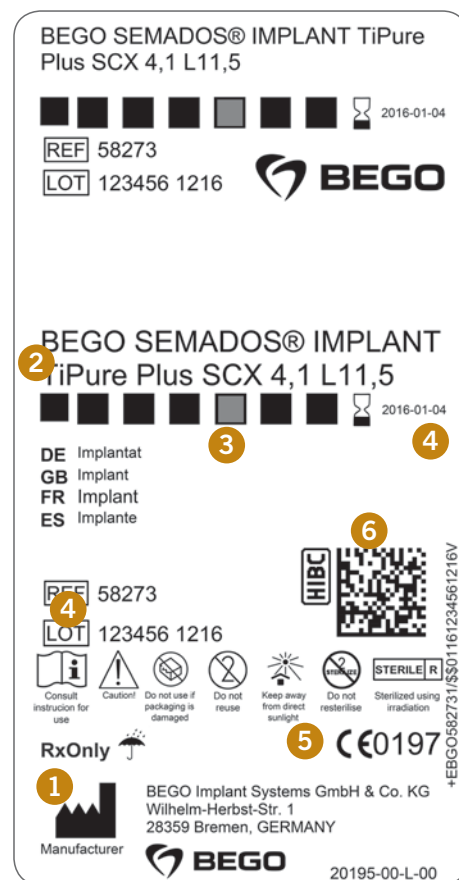 BEGO SEMADOS® IMPLANT TiPure
Plus SCX 4,1 L11,5
2016-01-04
REF 58273
LOT 123456 1216
BEGO
BEGO SEMADOS® IMPLANT
2
TiPure Plus SCX 4,1 L11,5
2016-01-04
3
4
DE Implantat
GB Implant
FR Implant
ES Implante
6
HIBC
REF 58273
4
LOT 123456 1216
+EBGO582731/$$01161234561216V
STERILIZE
STERILE R
Consult instrucion for use
Caution!
Do not use if packaging is damaged
Do not reuse
Keep away from direct sunlight
Do not resterilise
Sterilized using irradiation
RxOnly
5
CE0197
1
Manufacturer
BEGO Implant Systems GmbH & Co. KG
Wilhelm-Herbst-Str. 1
28359 Bremen, GERMANY
BEGO
20195-00-L-00